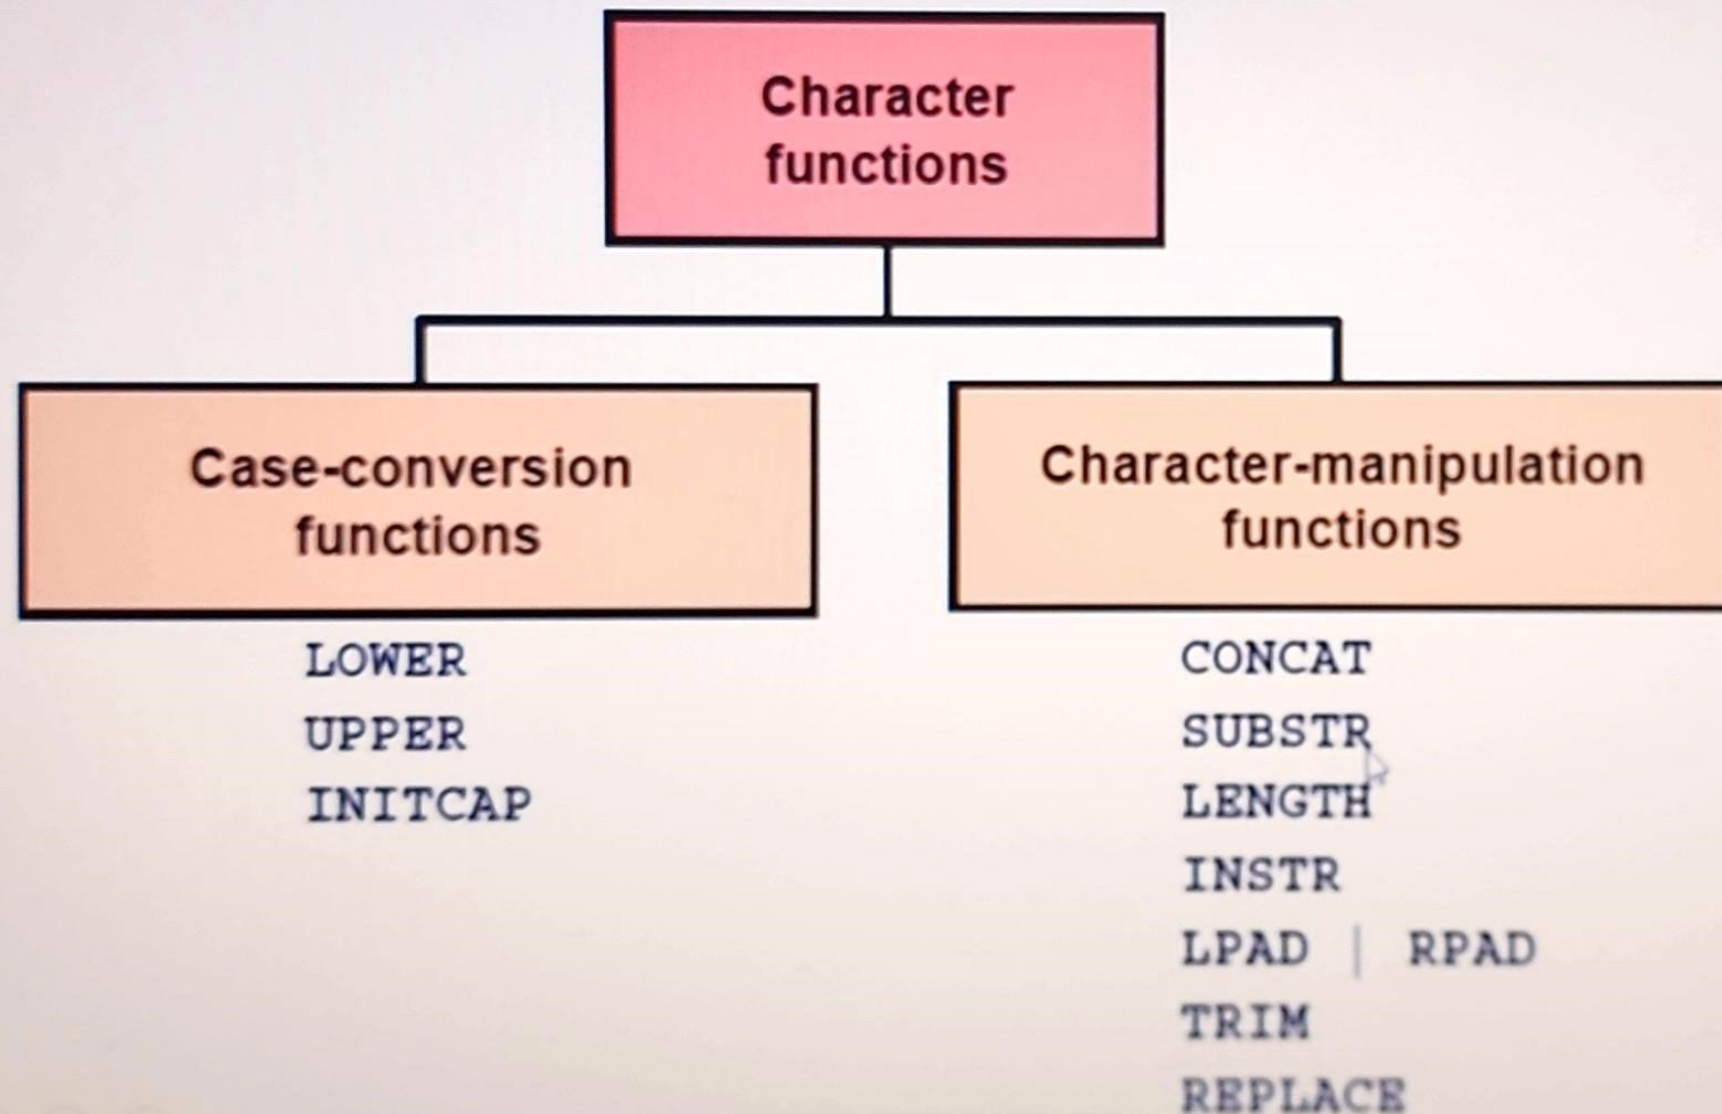 Character
functions
Case-conversion
functions
Character-manipulation
functions
LOWER
UPPER
INITCAP
CONCAT
SUBSTR
LENGTH
INSTR
LPAD | RPAD
TRIM
REPLACE